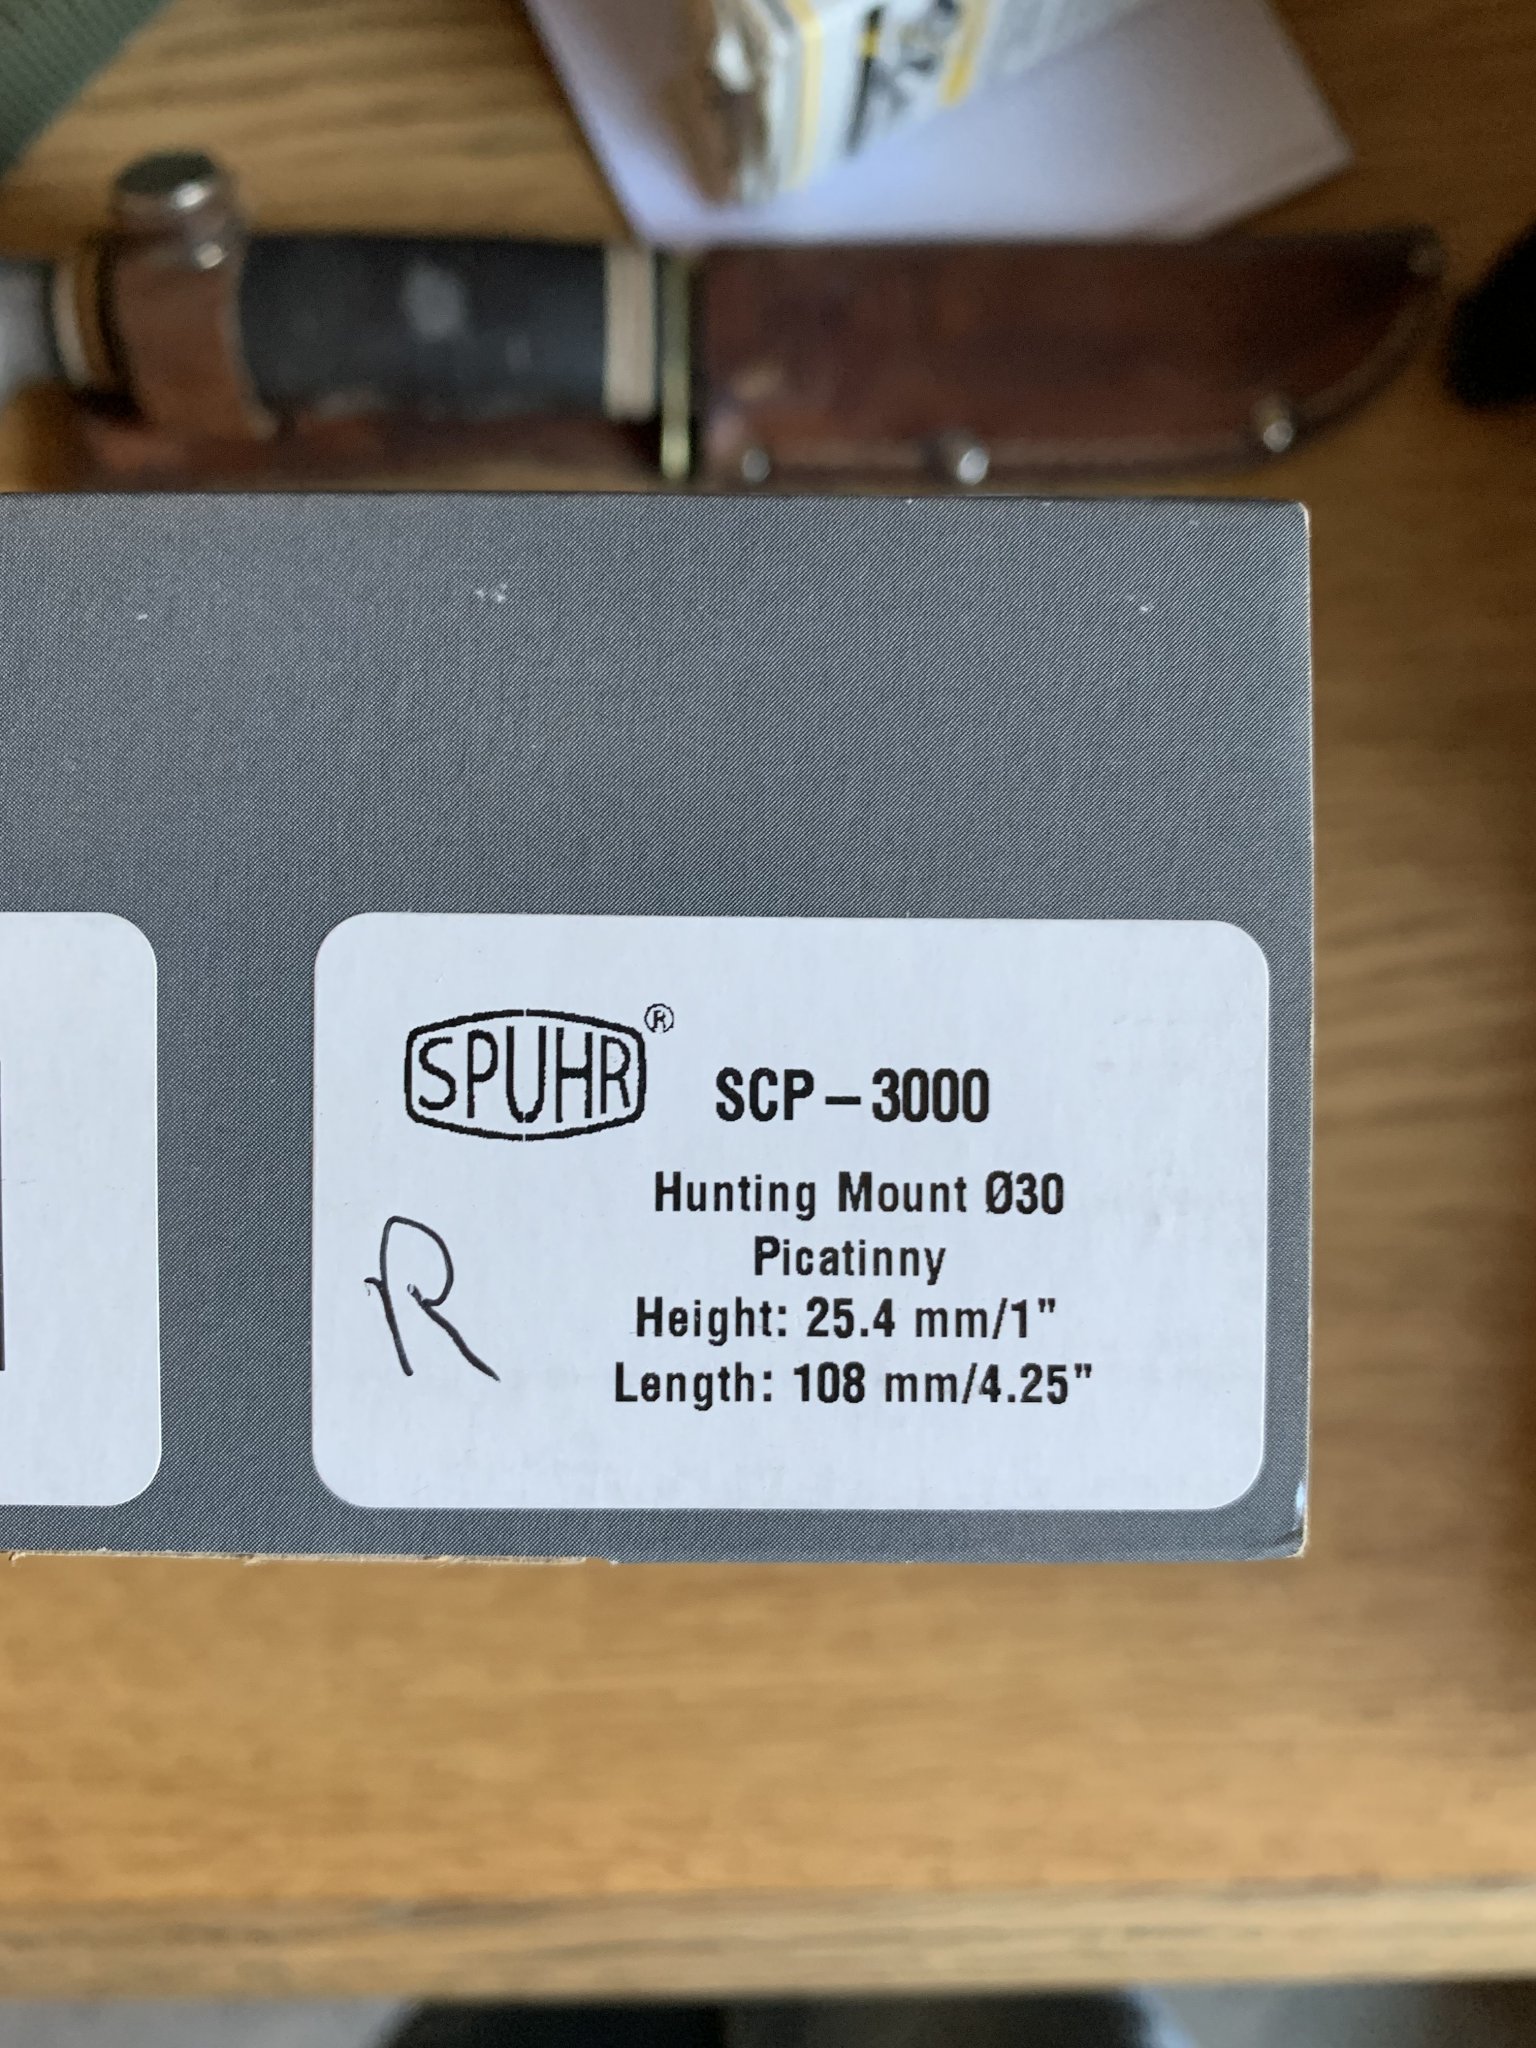 SPUHR®
SCP-3000
Hunting Mount Ø30
Picatinny
Height: 25.4 mm/1"
Length: 108 mm/4.25"
R